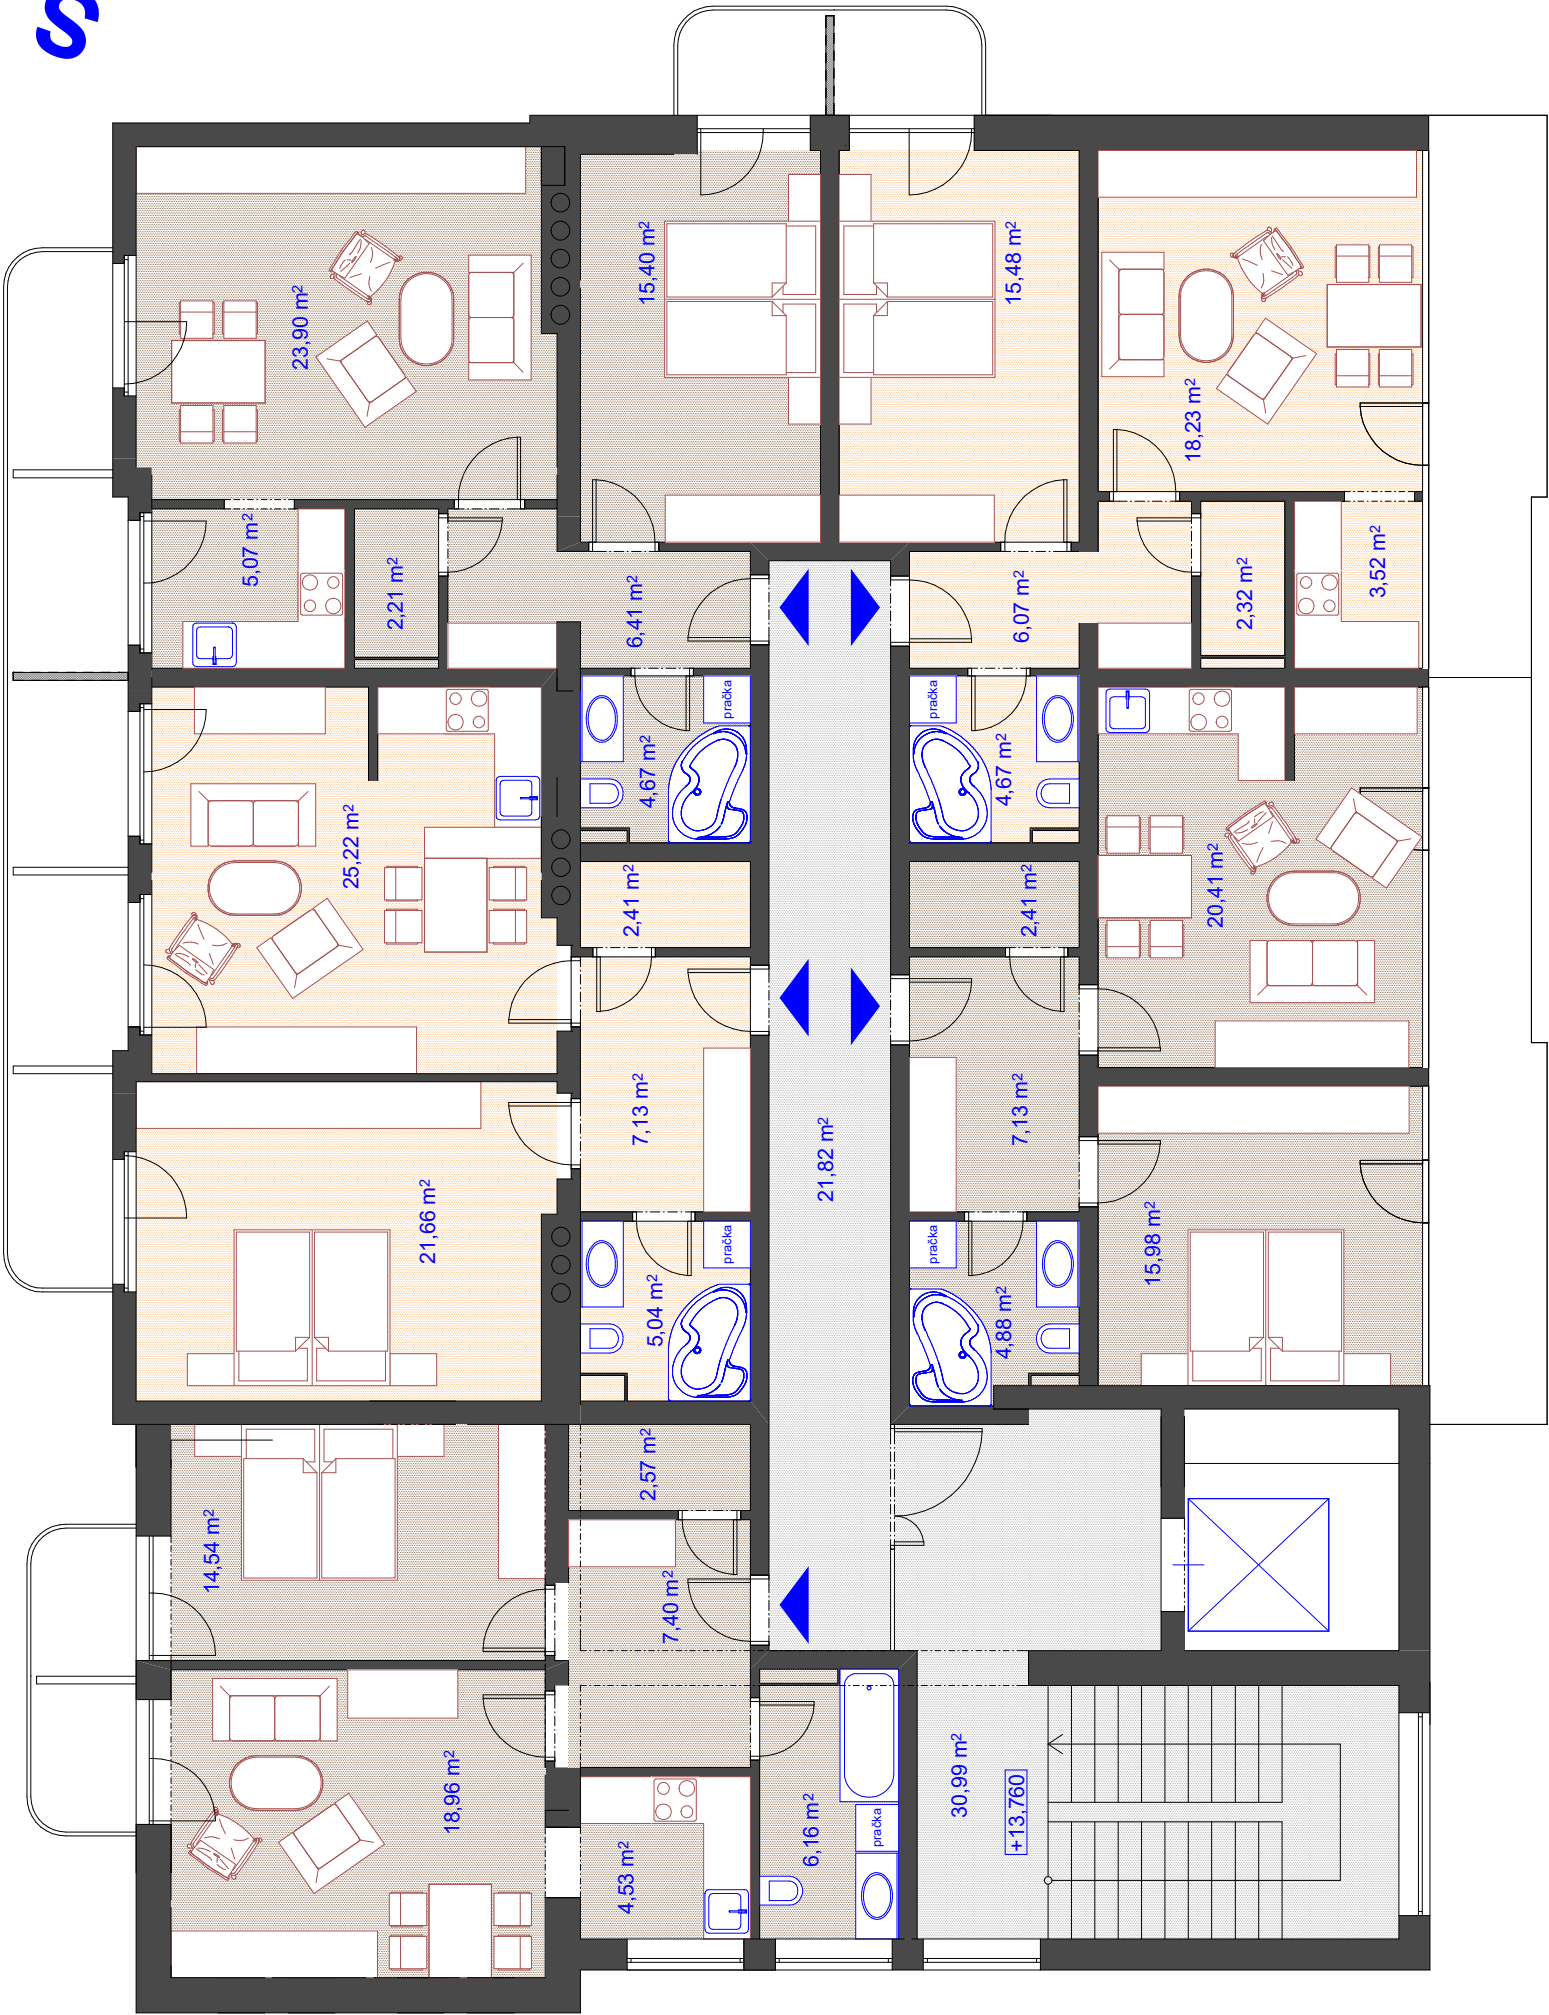 S
23,90 m²
15,40 m²
15,48 m²
18,23 m²
5,07 m²
2,21 m²
6,41 m²
6,07 m²
2,32 m²
3,52 m²
pračka
pračka
4,67 m²
4,67 m²
25,22 m²
2,41 m²
2,41 m²
20,41 m²
7,13 m²
7,13 m²
21,82 m²
21,66 m²
pračka
pračka
5,04 m²
4,88 m²
15,98 m²
2,57 m²
14,54 m²
7,40 m²
18,96 m²
4,53 m²
6,16 m²
pračka
30,99 m²
+13,760